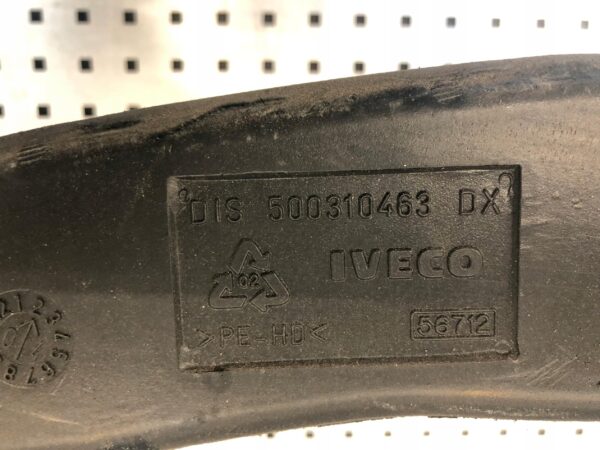 DIS 500310463 DX
02 IVECO
>PE-HD< 56712